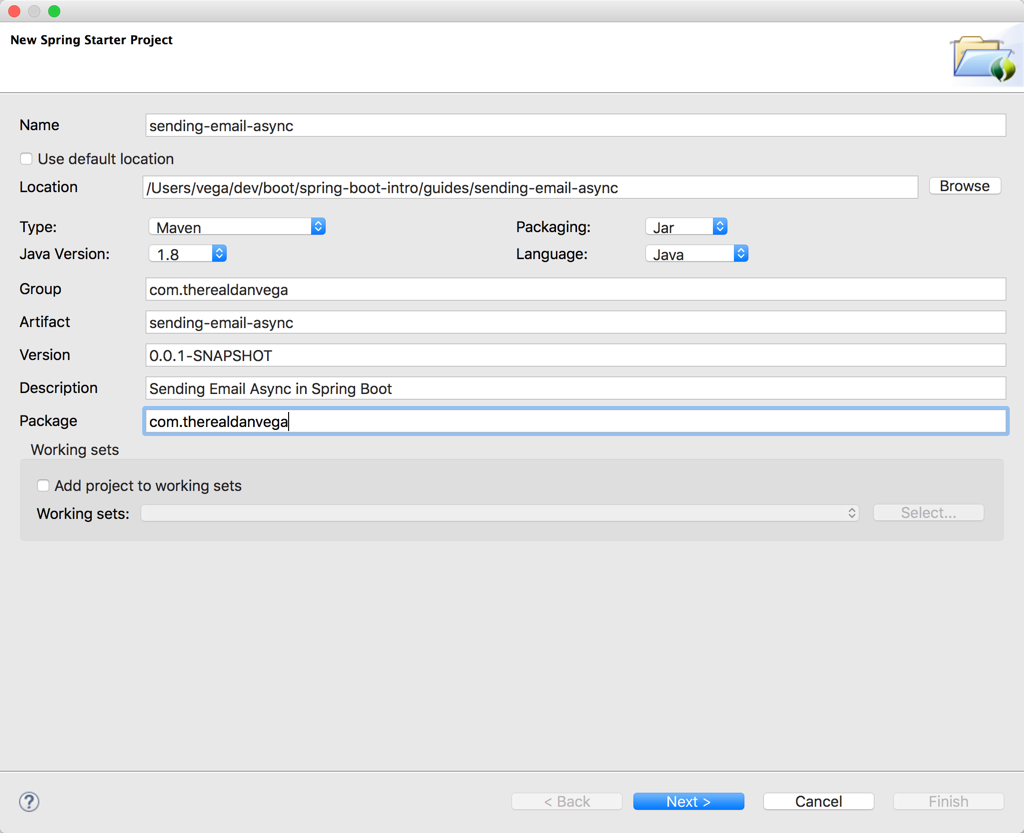 New Spring Starter Project
Name sending-email-async
Use default location
Location /Users/vega/dev/boot/spring-boot-intro/guides/sending-email-async Browse
Type: Maven Packaging: Jar
Java Version: 1.8 Language: Java
Group com.therealdanvega
Artifact sending-email-async
Version 0.0.1-SNAPSHOT
Description Sending Email Async in Spring Boot
Package com.therealdanvega
Working sets
Add project to working sets
Working sets: Select...
? < Back Next > Cancel Finish